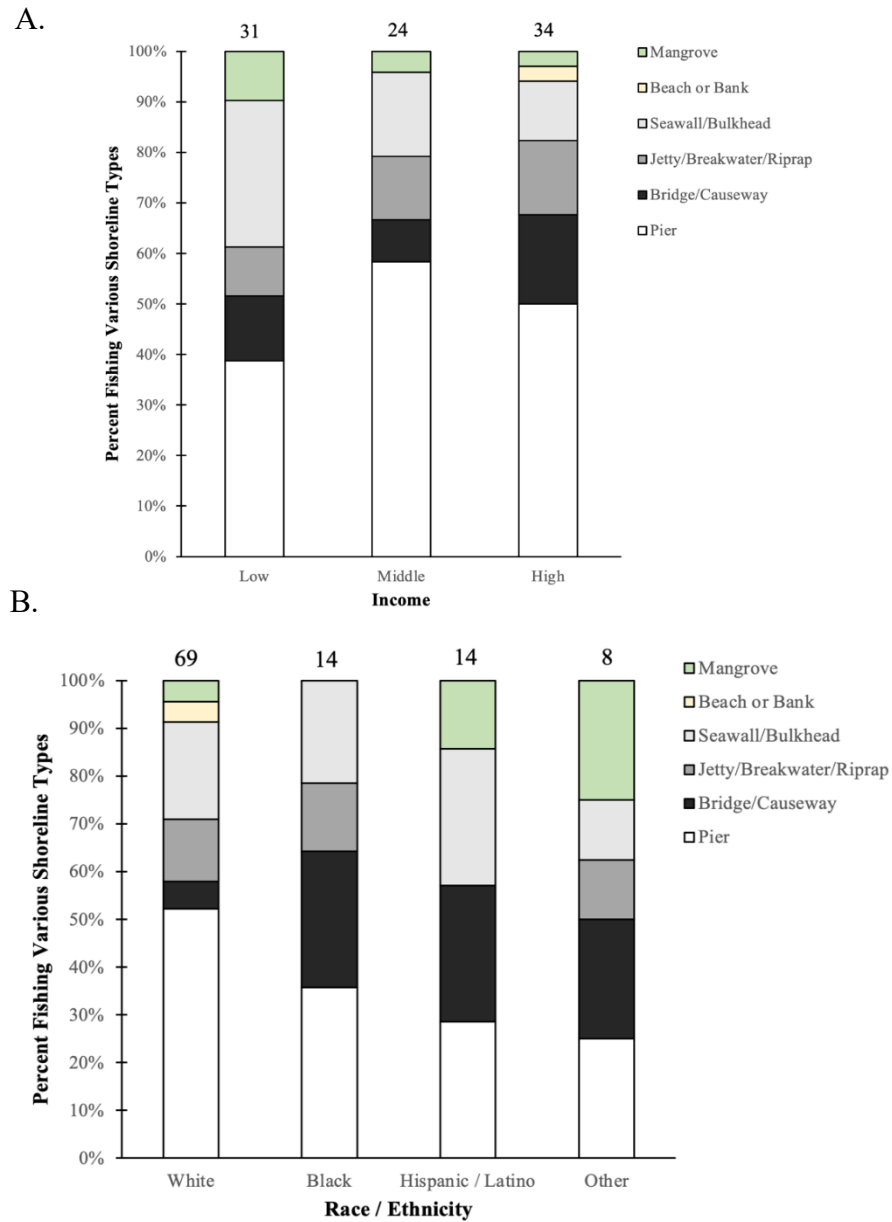 A.
31 24 34
100%
90%
80%
70%
60%
50%
40%
30%
20%
10%
0%
Percent Fishing Various Shoreline Types
Low Middle High
Income
Mangrove
Beach or Bank
Seawall/Bulkhead
Jetty/Breakwater/Riprap
Bridge/Causeway
Pier
B.
69 14 14 8
100%
90%
80%
70%
60%
50%
40%
30%
20%
10%
0%
Percent Fishing Various Shoreline Types
White Black Hispanic / Latino Other
Race / Ethnicity
Mangrove
Beach or Bank
Seawall/Bulkhead
Jetty/Breakwater/Riprap
Bridge/Causeway
Pier